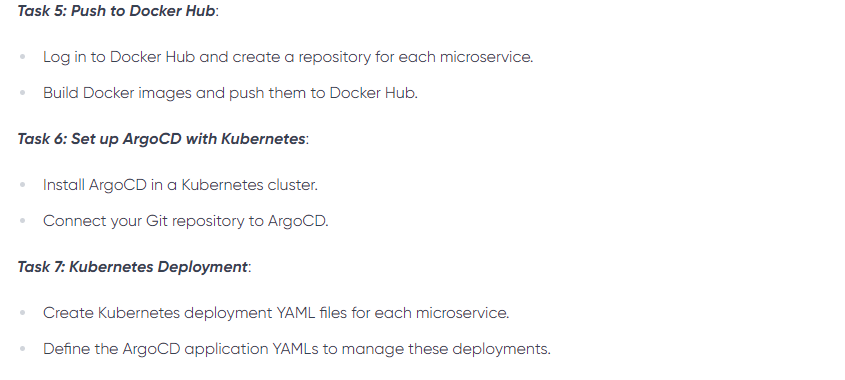 Task 5: Push to Docker Hub:
Log in to Docker Hub and create a repository for each microservice.
Build Docker images and push them to Docker Hub.
Task 6: Set up ArgoCD with Kubernetes:
Install ArgoCD in a Kubernetes cluster.
Connect your Git repository to ArgoCD.
Task 7: Kubernetes Deployment:
Create Kubernetes deployment YAML files for each microservice.
Define the ArgoCD application YAMLs to manage these deployments.